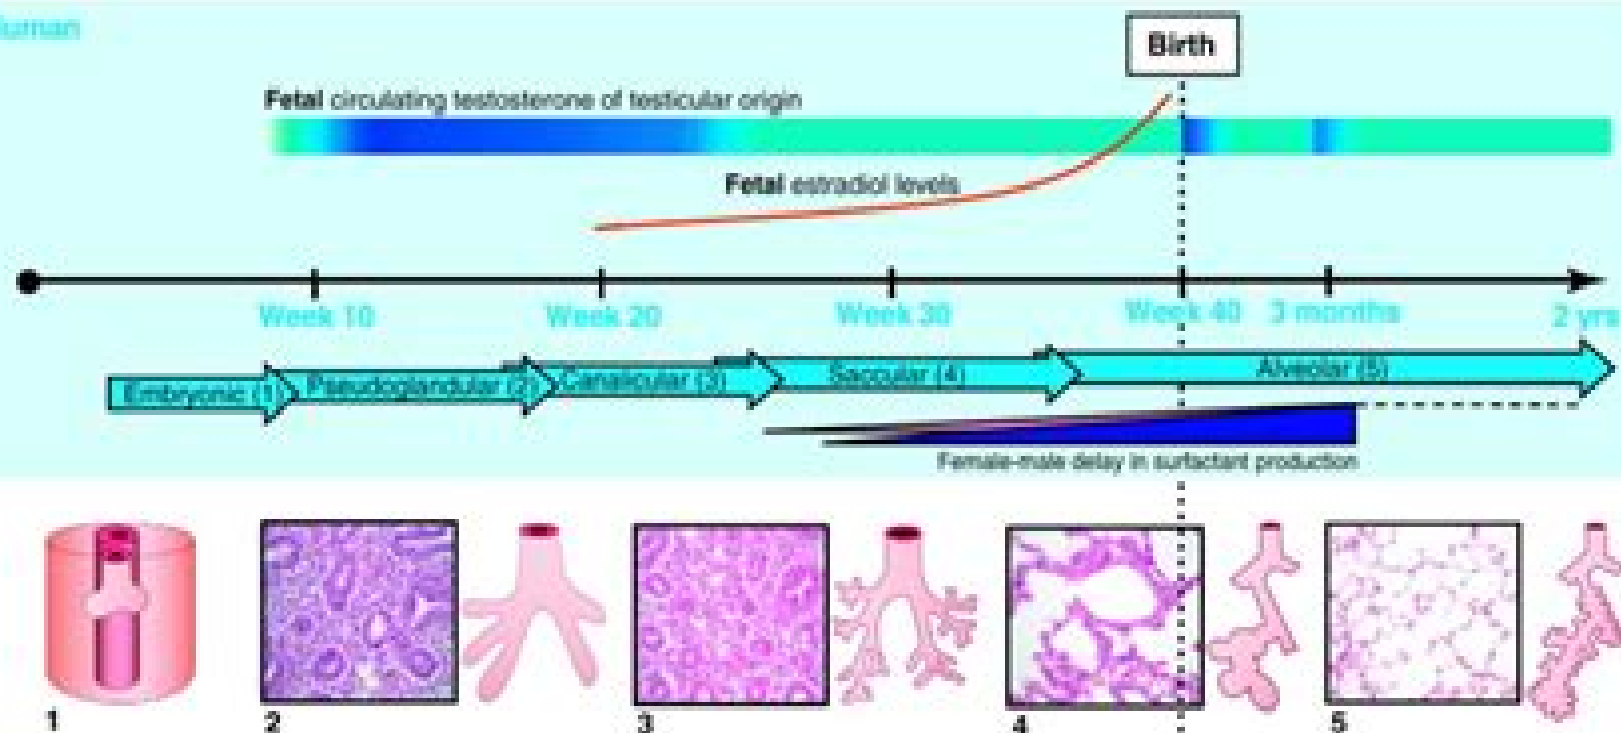 Human
Birth
Fetal circulating testosterone of testicular origin
Fetal estradiol levels
Week 10
Week 20
Week 30
Week 40
3 months
2 yrs
Embryonic (1)
Pseudoglandular (2)
Canalicular (3)
Saccular (4)
Alveolar (5)
Female-male delay in surfactant production
1
2
3
4
5